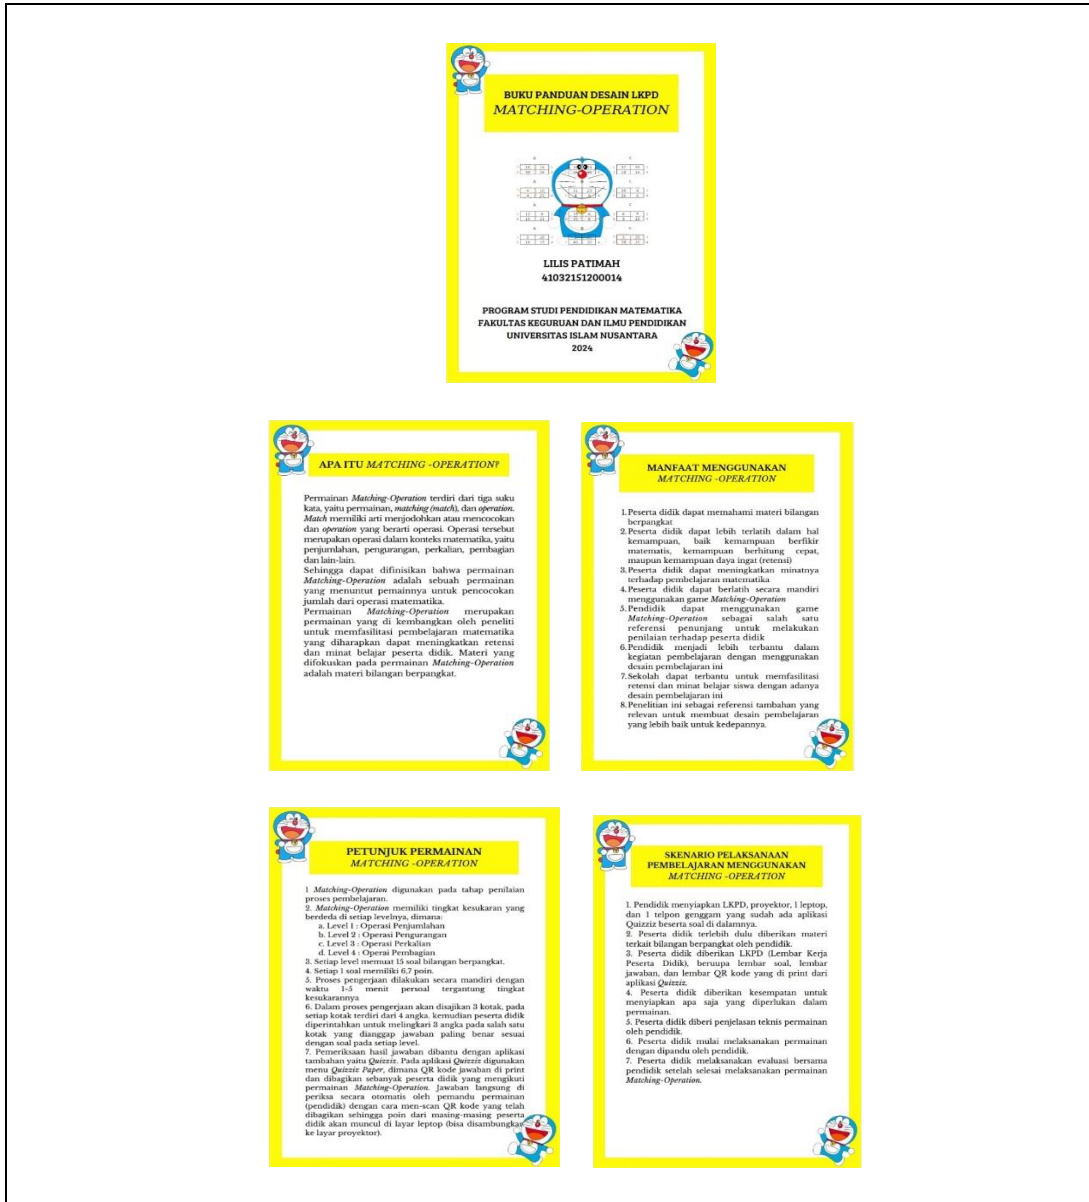 BUKU PANDUAN DESAIN LKPD
MATCHING-OPERATION
LILIS PATIMAH
41032151200014
PROGRAM STUDI PENDIDIKAN MATEMATIKA
FAKULTAS KEGURUAN DAN ILMU PENDIDIKAN
UNIVERSITAS ISLAM NUSANTARA
2024
APA ITU MATCHING -OPERATION?
Permainan Matching-Operation terdiri dari tiga suku
kata, yaitu permainan, matching (match), dan operation.
Match memiliki arti menjodohkan atau mencocokan
dan operation yang berarti operasi. Operasi tersebut
merupakan operasi dalam konteks matematika, yaitu
penjumlahan, pengurangan, perkalian, pembagian
dan lain-lain.
Sehingga dapat difinisikan bahwa permainan
Matching-Operation adalah sebuah permainan
yang menuntut pemainnya untuk pencocokan
jumlah dari operasi matematika.
Permainan Matching-Operation merupakan
permainan yang di kembangkan oleh peneliti
untuk memfasilitasi pembelajaran matematika
yang diharapkan dapat meningkatkan retensi
dan minat belajar peserta didik. Materi yang
difokuskan pada permainan Matching-Operation
adalah materi bilangan berpangkat.
MANFAAT MENGGUNAKAN
MATCHING -OPERATION
1. Peserta didik dapat memahami materi bilangan
berpangkat
2. Peserta didik dapat lebih terlatih dalam hal
kemampuan, baik kemampuan berfikir
matematis, kemampuan berhitung cepat,
maupun kemampuan daya ingat (retensi)
3. Peserta didik dapat meningkatkan minatnya
terhadap pembelajaran matematika
4. Peserta didik dapat berlatih secara mandiri
menggunakan game Matching-Operation
5. Pendidik dapat menggunakan game
Matching-Operation sebagai salah satu
referensi penunjang untuk melakukan
penilaian terhadap peserta didik
6. Pendidik menjadi lebih terbantu dalam
kegiatan pembelajaran dengan menggunakan
desain pembelajaran ini
7. Sekolah dapat terbantu untuk memfasilitasi
retensi dan minat belajar siswa dengan adanya
desain pembelajaran ini
8. Penelitian ini sebagai referensi tambahan yang
relevan untuk membuat desain pembelajaran
yang lebih baik untuk kedepannya.
PETUNJUK PERMAINAN
MATCHING -OPERATION
1 Matching-Operation digunakan pada tahap penilaian
proses pembelajaran.
2. Matching-Operation memiliki tingkat kesukaran yang
berdeda di setiap levelnya, dimana:
a. Level 1 : Operasi Penjumlahan
b. Level 2 : Operasi Pengurangan
c. Level 3 : Operasi Perkalian
d. Level 4 : Operai Pembagian
3. Setiap level memuat 15 soal bilangan berpangkat.
4. Setiap 1 soal memiliki 6,7 poin.
5. Proses pengerjaan dilakukan secara mandiri dengan
waktu 1-5 menit persoal tergantung tingkat
kesukarannya
6. Dalam proses pengerjaan akan disajikan 3 kotak, pada
setiap kotak terdiri dari 4 angka. kemudian peserta didik
diperintahkan untuk melingkari 3 angka pada salah satu
kotak yang dianggap jawaban paling benar sesuai
dengan soal pada setiap level.
7. Pemeriksaan hasil jawaban dibantu dengan aplikasi
tambahan yaitu Quizziz. Pada aplikasi Quizziz digunakan
menu Quizziz Paper, dimana QR kode jawaban di print
dan dibagikan sebanyak peserta didik yang mengikuti
permainan Matching-Operation. Jawaban langsung di
periksa secara otomatis oleh pemandu permainan
(pendidik) dengan cara men-scan QR kode yang telah
dibagikan sehingga poin dari masing-masing peserta
didik akan muncul di layar leptop (bisa disambungkan
ke layar proyektor).
SKENARIO PELAKSANAAN
PEMBELAJARAN MENGGUNAKAN
MATCHING -OPERATION
1. Pendidik menyiapkan LKPD, proyektor, 1 leptop,
dan 1 telpon genggam yang sudah ada aplikasi
Quizziz beserta soal di dalamnya.
2. Peserta didik terlebih dulu diberikan materi
terkait bilangan berpangkat oleh pendidik.
3. Peserta didik diberikan LKPD (Lembar Kerja
Peserta Didik), beruupa lembar soal, lembar
jawaban, dan lembar QR kode yang di print dari
aplikasi Quizziz.
4. Peserta didik diberikan kesempatan untuk
menyiapkan apa saja yang diperlukan dalam
permainan.
5. Peserta didik diberi penjelasan teknis permainan
oleh pendidik.
6. Peserta didik mulai melaksanakan permainan
dengan dipandu oleh pendidik.
7. Peserta didik melaksanakan evaluasi bersama
pendidik setelah selesai melaksanakan permainan
Matching-Operation.